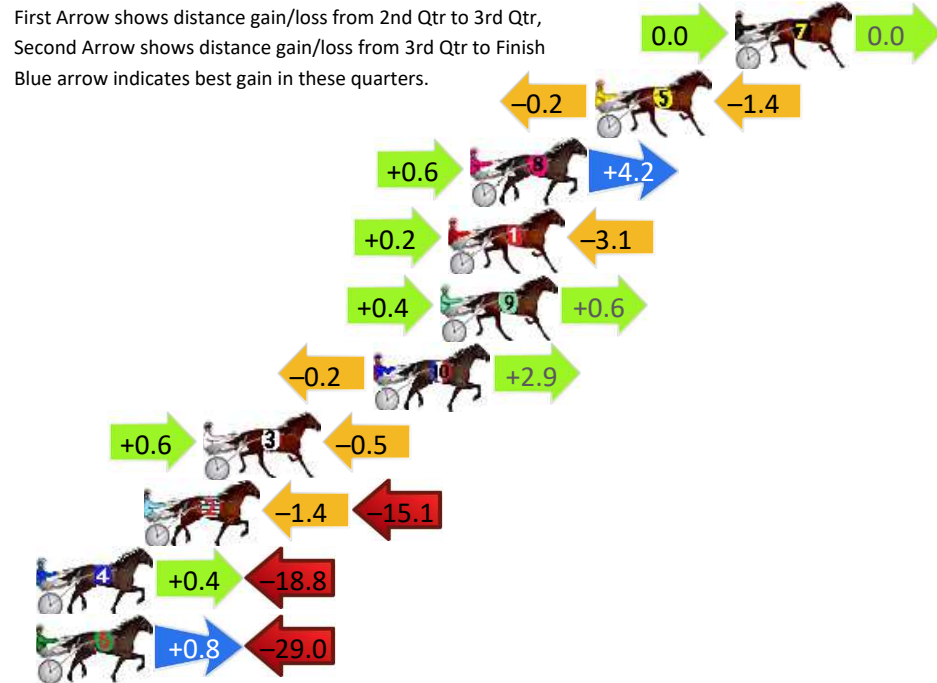 First Arrow shows distance gain/loss from 2nd Qtr to 3rd Qtr,
Second Arrow shows distance gain/loss from 3rd Qtr to Finish
Blue arrow indicates best gain in these quarters.
0.0 7 0.0
–0.2 5 –1.4
+0.6 8 +4.2
+0.2 1 –3.1
+0.4 9 +0.6
–0.2 10 +2.9
+0.6 3 –0.5
2 –1.4 –15.1
4 +0.4 –18.8
+0.8 –29.0